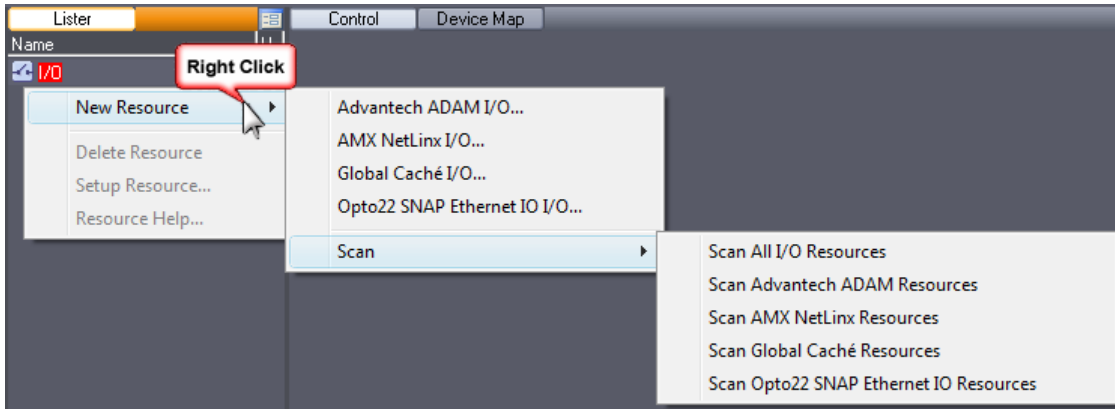 Lister
Control
Device Map
Name
I/O
Right Click
New Resource
Delete Resource
Setup Resource...
Resource Help...
Advantech ADAM I/O...
AMX NetLinx I/O...
Global Caché I/O...
Opto22 SNAP Ethernet IO I/O...
Scan
Scan All I/O Resources
Scan Advantech ADAM Resources
Scan AMX NetLinx Resources
Scan Global Caché Resources
Scan Opto22 SNAP Ethernet IO Resources